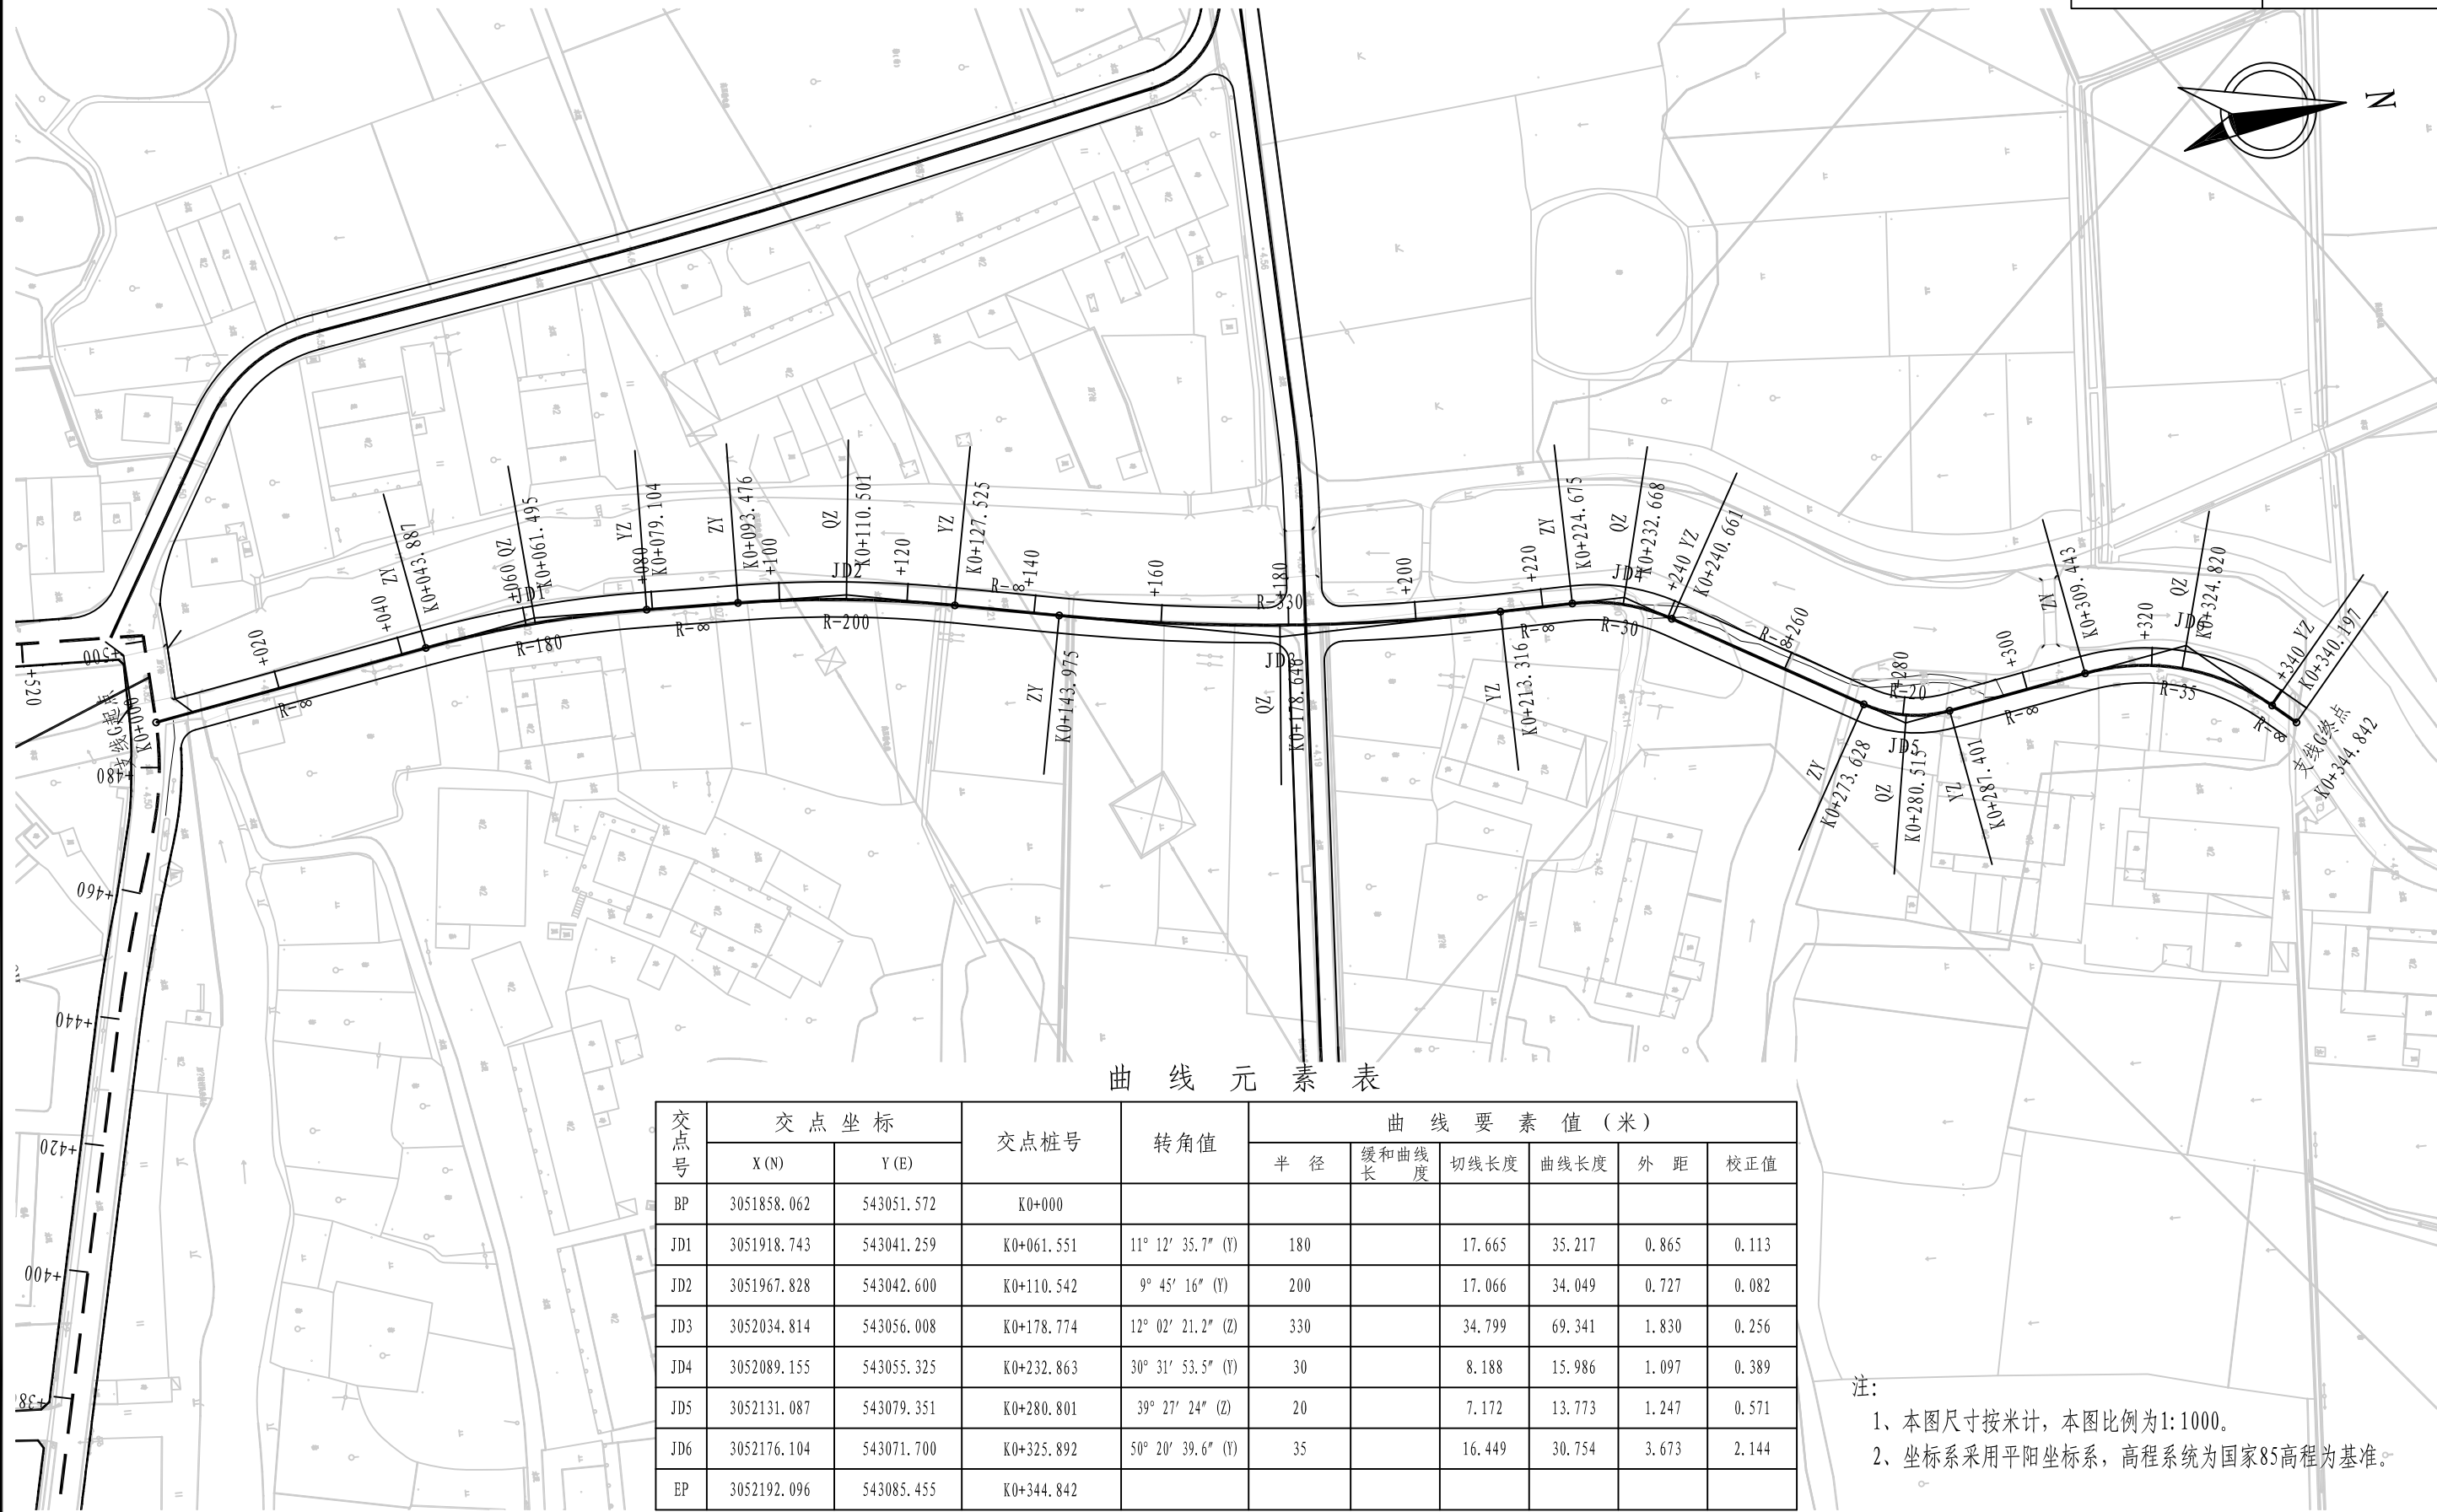 N
ZY
K0+043.887
+060 QZ
K0+061.495
YZ
+080
K0+079.104
ZY
K0+093.476
+100
QZ
K0+110.501
+120
YZ
K0+127.525
+140
+160
+180
+200
+220
ZY
K0+224.675
QZ
K0+232.668
+240 YZ
K0+240.661
+260
+280
+300
ZY
K0+309.443
+320
QZ
K0+324.820
+340 YZ
K0+340.197
+020
+040
JD1
JD2
JD3
JD4
JD5
JD6
R-∞
R-180
R-∞
R-200
R-∞
R-330
R-∞
R-30
R-∞
R-20
R-∞
R-35
R-∞
支线G起点
K0+000
ZY
K0+143.975
QZ
K0+178.646
YZ
K0+213.316
ZY
K0+273.628
QZ
K0+280.515
YZ
K0+287.401
支线G终点
K0+344.842
+520
+500
+480
+460
+440
+420
+400
+38
曲线元素表
交点号 交点坐标 交点桩号 转角值 曲线要素值(米)
X(N) Y(E) 半径 缓和曲线长度 切线长度 曲线长度 外距 校正值
BP 3051858.062 543051.572 K0+000
JD1 3051918.743 543041.259 K0+061.551 11° 12′ 35.7″ (Y) 180 17.665 35.217 0.865 0.113
JD2 3051967.828 543042.600 K0+110.542 9° 45′ 16″ (Y) 200 17.066 34.049 0.727 0.082
JD3 3052034.814 543056.008 K0+178.774 12° 02′ 21.2″ (Z) 330 34.799 69.341 1.830 0.256
JD4 3052089.155 543055.325 K0+232.863 30° 31′ 53.5″ (Y) 30 8.188 15.986 1.097 0.389
JD5 3052131.087 543079.351 K0+280.801 39° 27′ 24″ (Z) 20 7.172 13.773 1.247 0.571
JD6 3052176.104 543071.700 K0+325.892 50° 20′ 39.6″ (Y) 35 16.449 30.754 3.673 2.144
EP 3052192.096 543085.455 K0+344.842
注:
1、本图尺寸按米计，本图比例为1:1000。
2、坐标系采用平阳坐标系，高程系统为国家85高程为基准。